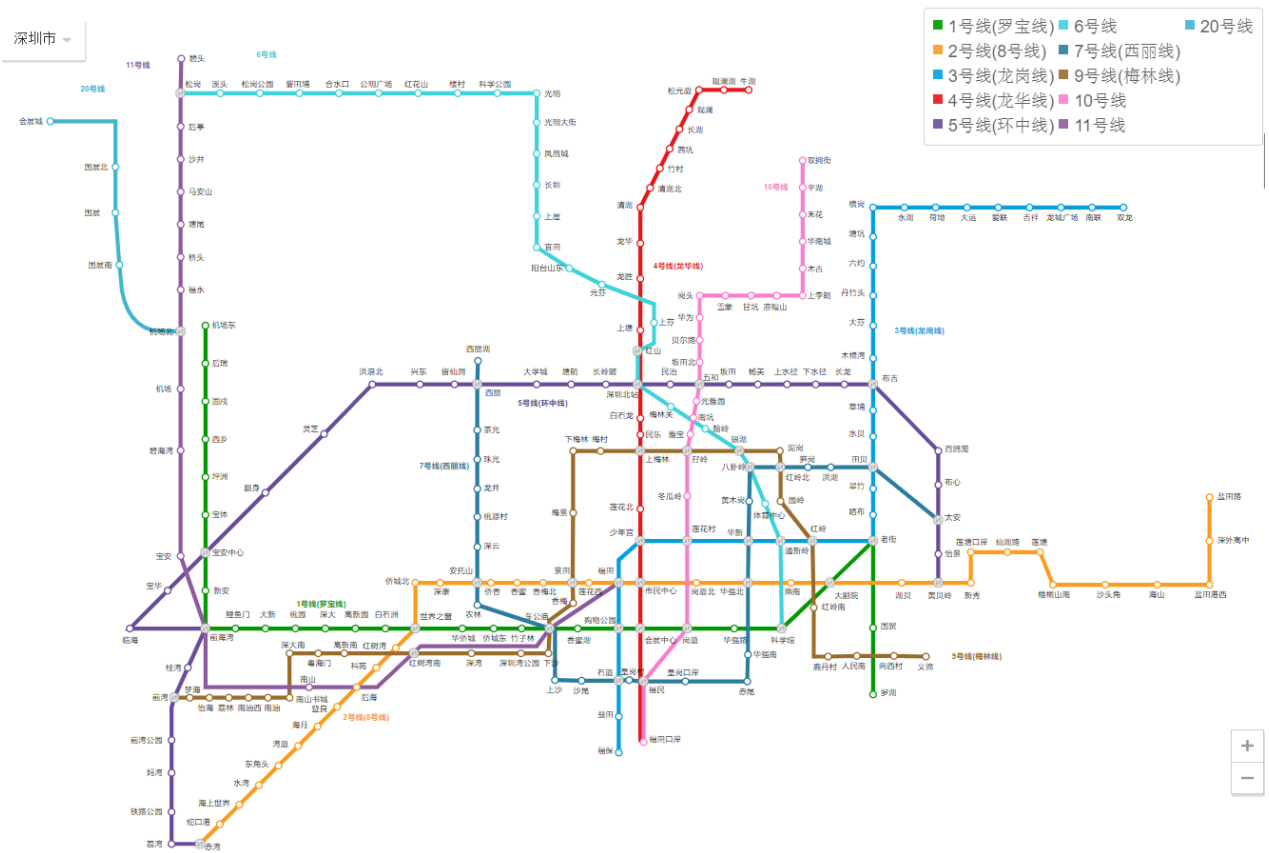 深圳市
1号线(罗宝线)
6号线
20号线
2号线(8号线)
7号线(西丽线)
3号线(龙岗线)
9号线(梅林线)
4号线(龙华线)
10号线
5号线(环中线)
11号线
11号线
碧头
6号线
20号线
松岗
溪头
松岗公园
薯田埔
合水口
公明广场
红花山
楼村
科学公园
光明
观澜湖
牛湖
松元厦
会展城
后亭
光明大街
观澜
长湖
沙井
凤凰城
茜坑
国展北
竹村
双拥街
马安山
长圳
清湖北
10号线
平湖
国展
塘尾
上屋
清湖
禾花
横岗
永湖
荷坳
大运
爱联
吉祥
龙城广场
南联
双龙
桥头
官田
龙华
华南城
塘坑
国展南
阳台山东
4号线(龙华线)
六约
福永
光芬
龙胜
木古
岗头
雪象
甘坑
凉帽山
上李朗
丹竹头
机场北
机场东
上塘
上芬
华为
大芬
3号线(龙岗线)
贝尔路
西丽湖
红山
坂田北
木棉湾
后瑞
洪浪北
兴东
留仙洞
大学城
塘朗
长岭陂
民治
五和
坂田
杨美
上水径
下水径
长龙
布古
机场
西丽
深圳北站
固戍
5号线(环中线)
光雅园
草埔
灵芝
茶光
白石龙
梅林关
南坑
西乡
下梅林
梅村
民乐
雅宝
翰岭
水贝
碧海湾
银湖
泥岗
百鸽笼
珠光
上梅林
孖岭
八卦岭
笋岗
田贝
7号线(西丽线)
坪洲
红岭北
洪湖
翻身
龙井
冬瓜岭
黄木岗
园岭
翠竹
布心
盐田路
宝体
桃源村
梅景
莲花北
体育中心
晒布
太安
宝安中心
深云
少年宫
莲花村
华新
通新岭
红岭
老街
怡景
莲塘口岸
仙湖路
莲塘
深外高中
宝安
侨城北
安托山
景田
福田
宝华
新安
深康
侨香
香蜜
香梅北
莲花西
市民中心
岗厦北
华强北
燕南
大剧院
湖贝
黄贝岭
新秀
梧桐山南
沙头角
海山
盐田港西
1号线(罗宝线)
农林
香梅
红岭南
鲤鱼门
大新
桃园
深大
高新园
白石洲
世界之窗
车公庙
购物公园
临海
前海湾
华侨城
侨城东
竹子林
香蜜湖
会展中心
岗厦
华强路
科学馆
国贸
深大南
高新南
红树湾
9号线(梅林线)
桂湾
粤海门
科苑
红树湾南
深湾
深圳湾公园
下沙
华强南
鹿丹村
人民南
向西村
文锦
石厦
皇岗村
皇岗口岸
南山
前湾
梦海
怡海
荔林
南油西
南油
南山书城
后海
上沙
沙尾
福民
赤尾
罗湖
登良
2号线(8号线)
益田
海月
前湾公园
湾厦
福保
福田口岸
东角头
妈湾
水湾
海上世界
铁路公园
蛇口港
荔湾
赤湾